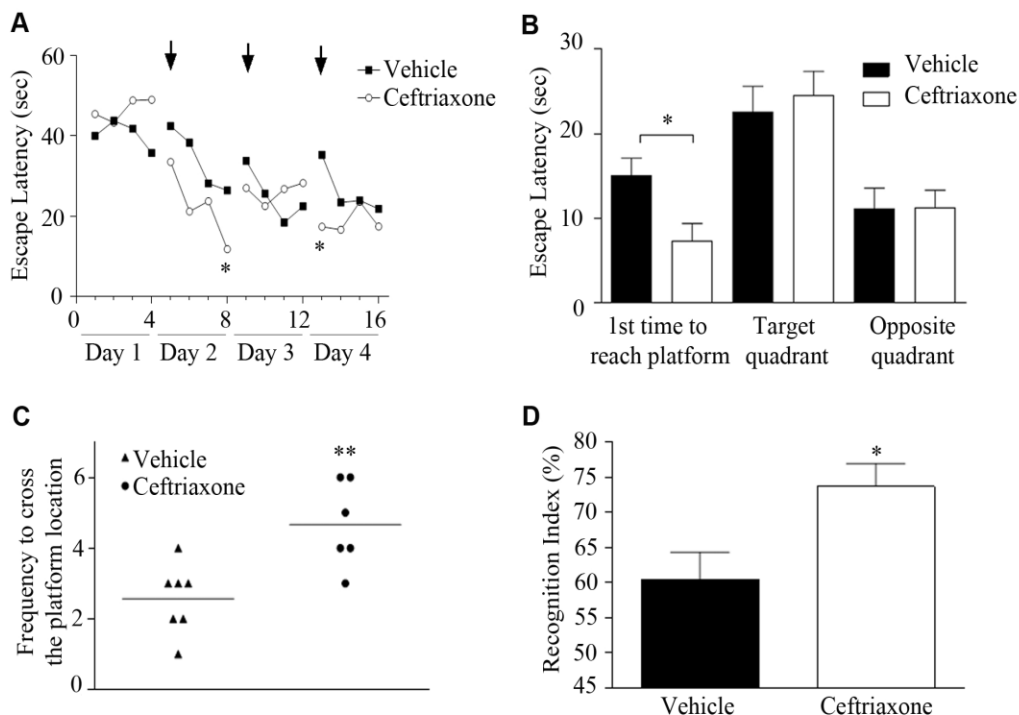 A
60
40
20
0
Escape Latency (sec)
Vehicle
Ceftriaxone
*
*
0 4 8 12 16
Day 1 Day 2 Day 3 Day 4
B
30
20
10
0
Escape Latency (sec)
Vehicle
Ceftriaxone
*
1st time to
reach platform
Target
quadrant
Opposite
quadrant
C
6
4
2
0
Frequency to cross
the platform location
Vehicle
Ceftriaxone
**
D
80
75
70
65
60
55
50
45
Recognition Index (%)
*
Vehicle Ceftriaxone